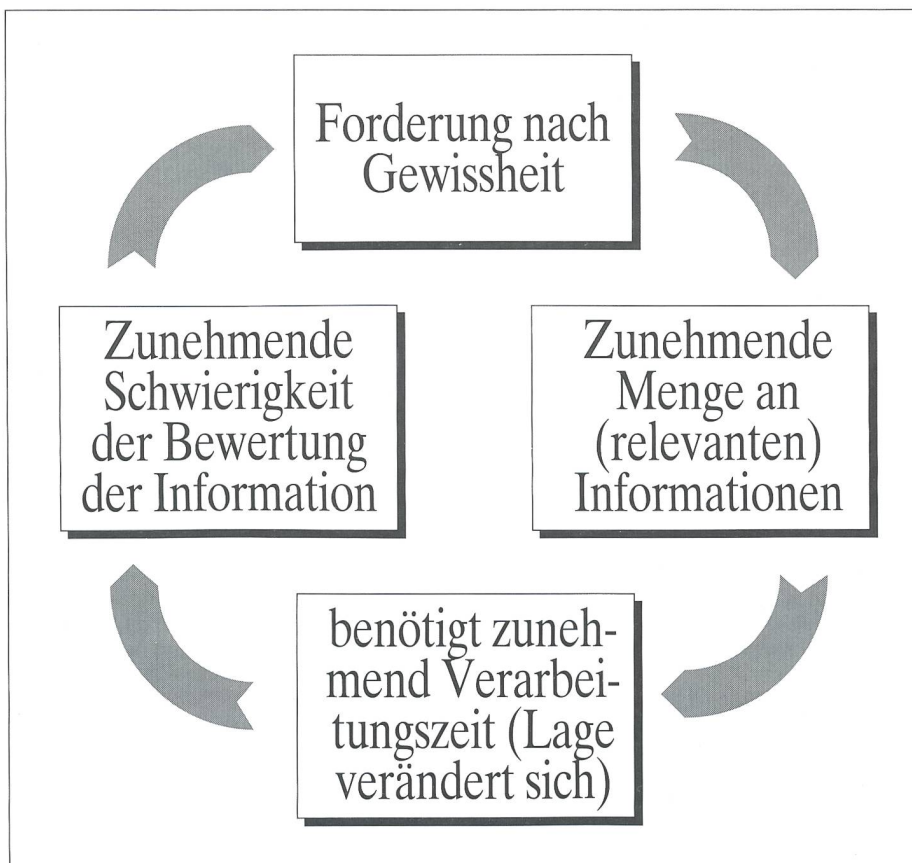 Forderung nach
Gewissheit
Zunehmende
Menge an
(relevanten)
Informationen
benötigt zuneh-
mend Verarbei-
tungszeit (Lage
verändert sich)
Zunehmende
Schwierigkeit
der Bewertung
der Information